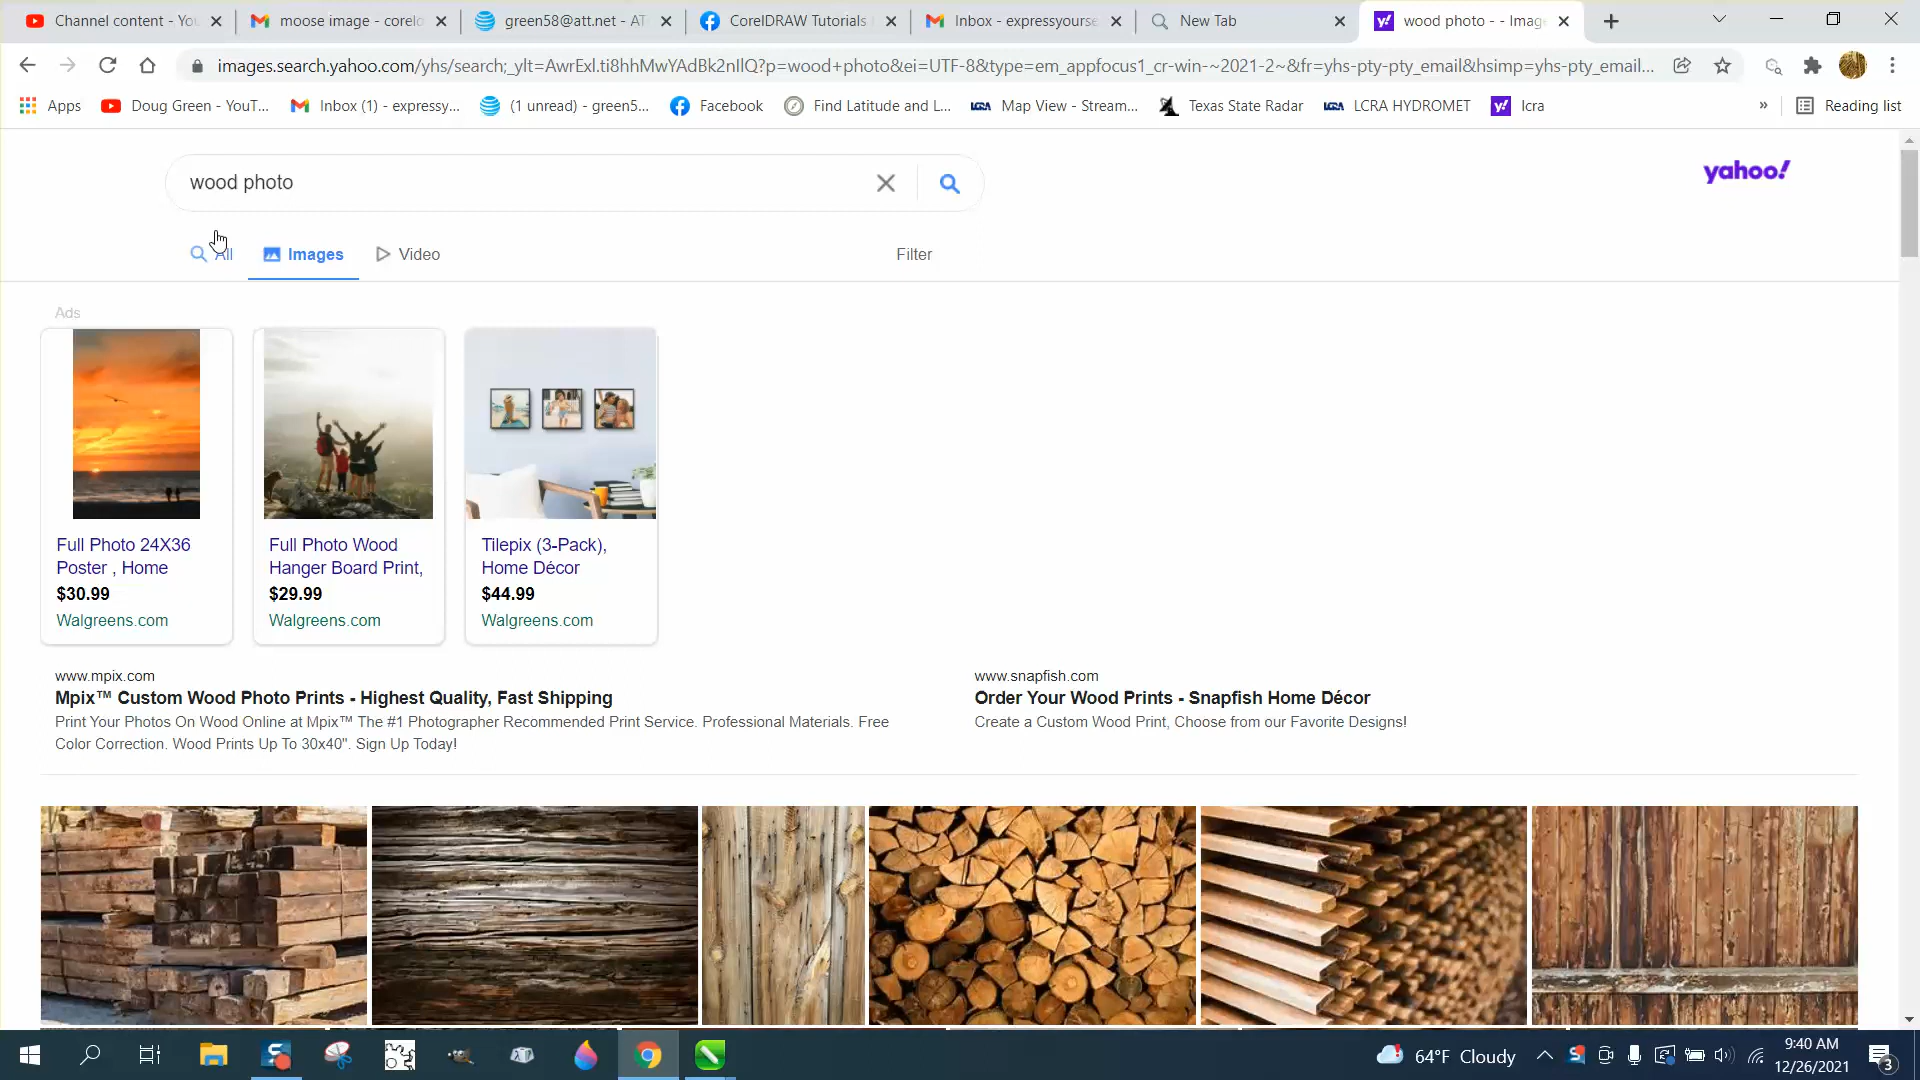 Channel content - You
moose image - corelo
green58@att.net - AT
CorelDRAW Tutorials
Inbox - expressyourse
New Tab
wood photo - - Imag
images.search.yahoo.com/yhs/search;_ylt=AwrExl.ti8hhMwYAdBk2nIlQ?p=wood+photo&ei=UTF-8&type=em_appfocus1_cr-win-~2021-2~&fr=yhs-pty-pty_email&hsimp=yhs-pty_email...
Apps
Doug Green - YouT...
Inbox (1) - expressy...
(1 unread) - green5...
Facebook
Find Latitude and L...
LCRA
Map View - Stream...
Texas State Radar
LCRA
LCRA HYDROMET
lcra
»
Reading list
wood photo
yahoo!
All
Images
Video
Filter
Ads
Full Photo 24X36
Poster , Home
$30.99
Walgreens.com
Full Photo Wood
Hanger Board Print,
$29.99
Walgreens.com
Tilepix (3-Pack),
Home Décor
$44.99
Walgreens.com
www.mpix.com
Mpix™ Custom Wood Photo Prints - Highest Quality, Fast Shipping
Print Your Photos On Wood Online at Mpix™ The #1 Photographer Recommended Print Service. Professional Materials. Free
Color Correction. Wood Prints Up To 30x40". Sign Up Today!
www.snapfish.com
Order Your Wood Prints - Snapfish Home Décor
Create a Custom Wood Print, Choose from our Favorite Designs!
64°F Cloudy
9:40 AM
12/26/2021
3